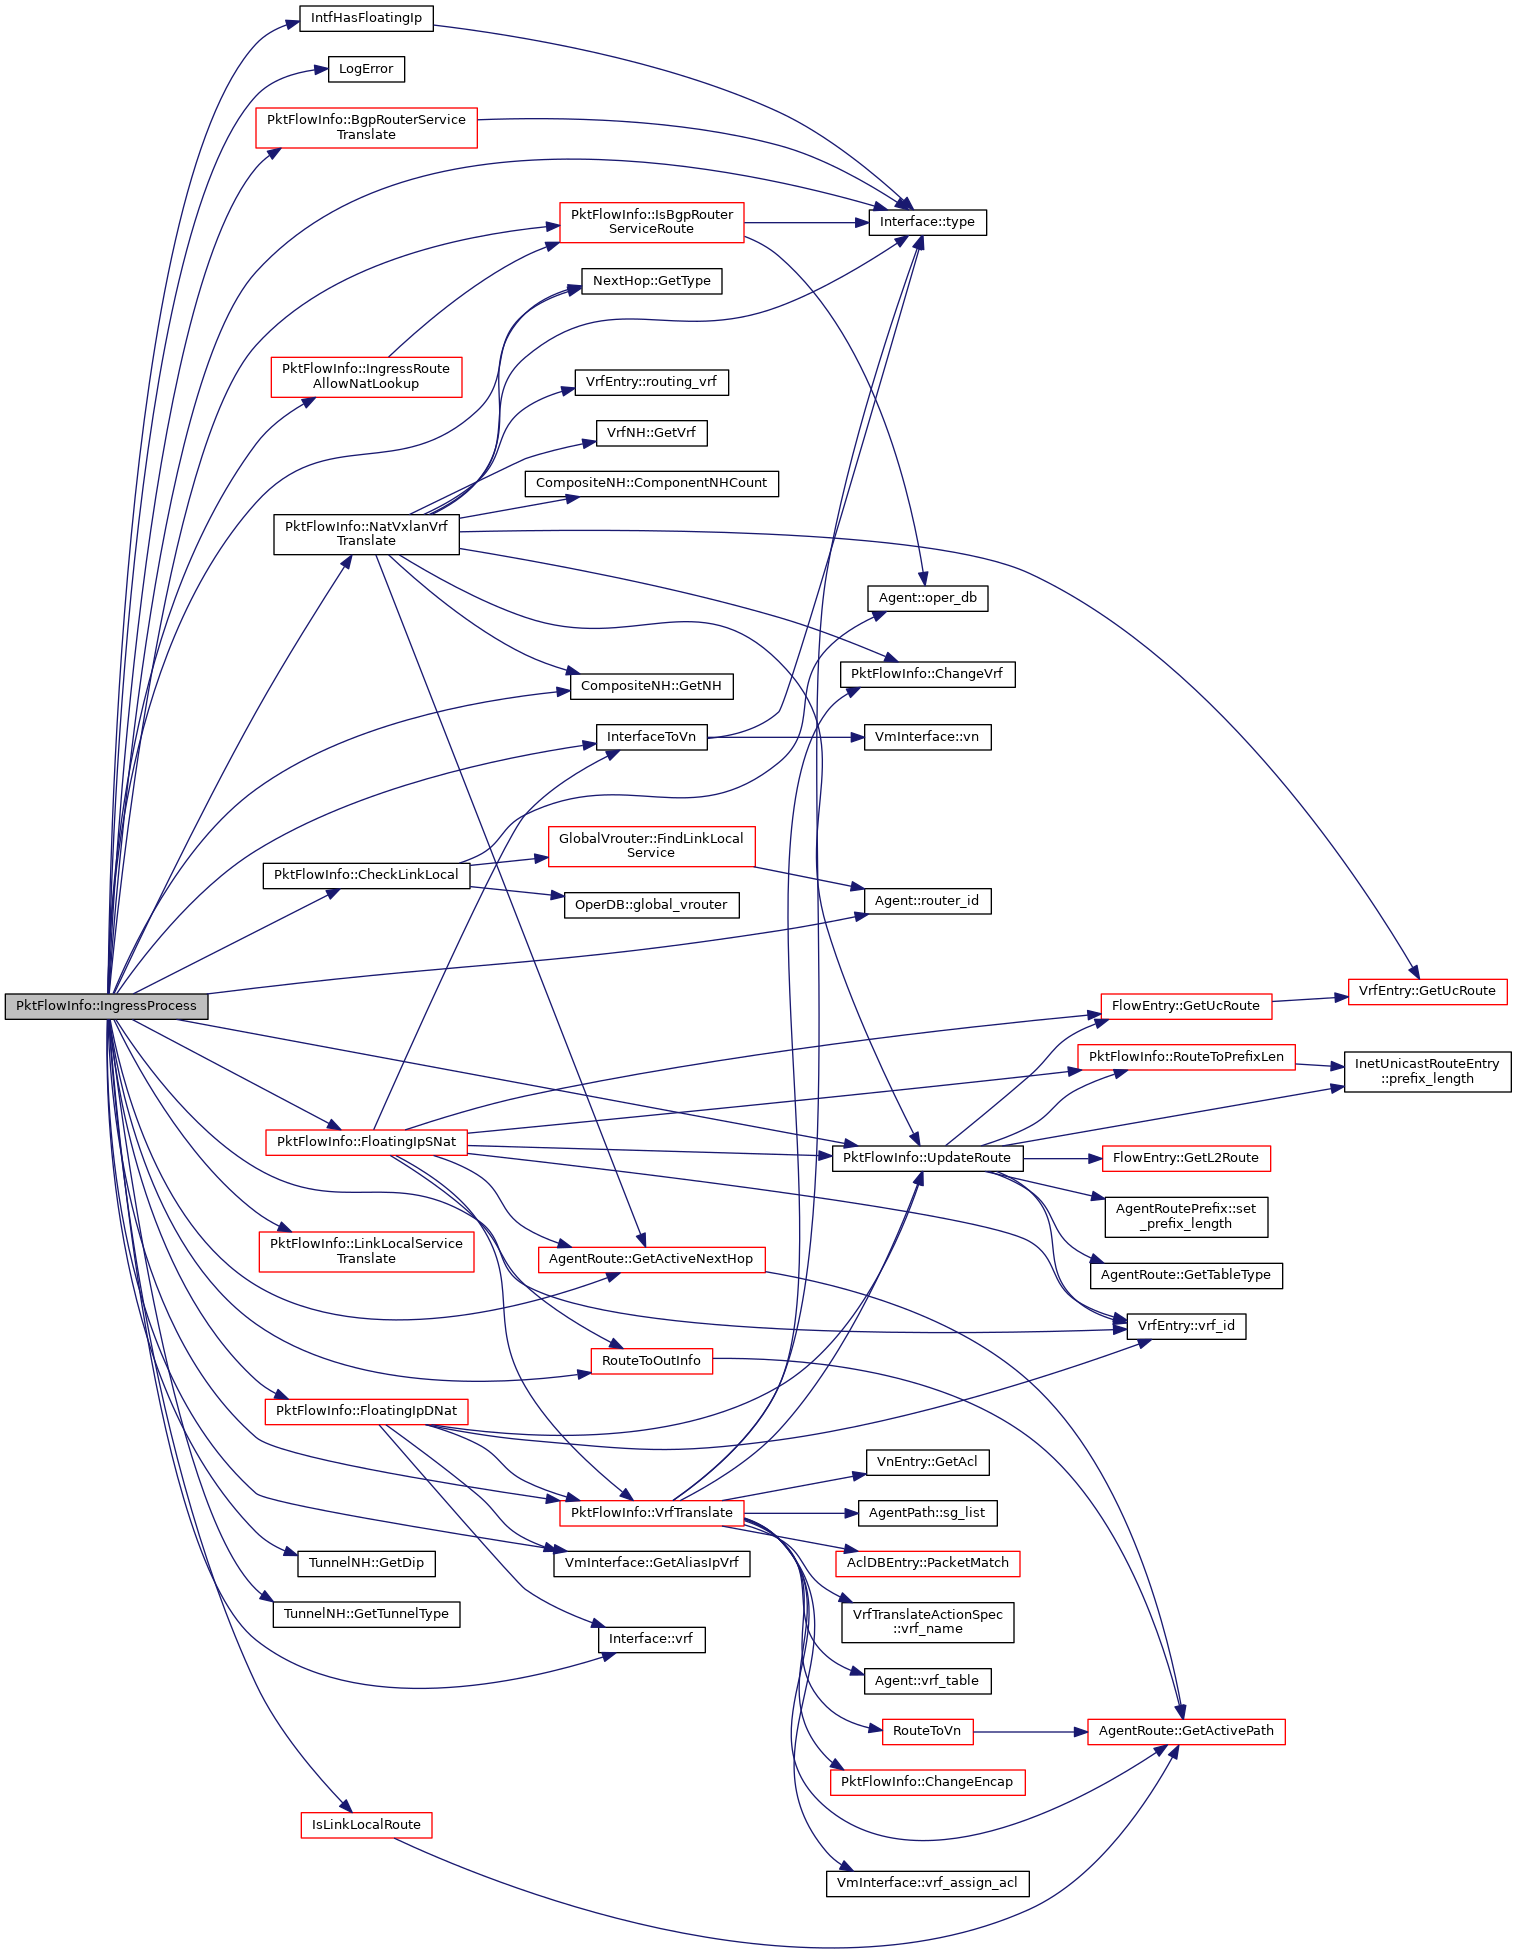 IntfHasFloatingIp
LogError
PktFlowInfo::BgpRouterService
Translate
PktFlowInfo::IsBgpRouter
ServiceRoute
Interface::type
NextHop::GetType
PktFlowInfo::IngressRoute
AllowNatLookup
VrfEntry::routing_vrf
VrfNH::GetVrf
CompositeNH::ComponentNHCount
PktFlowInfo::NatVxlanVrf
Translate
Agent::oper_db
PktFlowInfo::ChangeVrf
CompositeNH::GetNH
InterfaceToVn
VmInterface::vn
GlobalVrouter::FindLinkLocal
Service
PktFlowInfo::CheckLinkLocal
OperDB::global_vrouter
Agent::router_id
VrfEntry::GetUcRoute
PktFlowInfo::IngressProcess
FlowEntry::GetUcRoute
PktFlowInfo::RouteToPrefixLen
InetUnicastRouteEntry
::prefix_length
PktFlowInfo::FloatingIpSNat
PktFlowInfo::UpdateRoute
FlowEntry::GetL2Route
AgentRoutePrefix::set
_prefix_length
PktFlowInfo::LinkLocalService
Translate
AgentRoute::GetActiveNextHop
AgentRoute::GetTableType
VrfEntry::vrf_id
RouteToOutInfo
PktFlowInfo::FloatingIpDNat
VnEntry::GetAcl
PktFlowInfo::VrfTranslate
AgentPath::sg_list
TunnelNH::GetDip
VmInterface::GetAliasIpVrf
AclDBEntry::PacketMatch
TunnelNH::GetTunnelType
VrfTranslateActionSpec
::vrf_name
Interface::vrf
Agent::vrf_table
RouteToVn
AgentRoute::GetActivePath
PktFlowInfo::ChangeEncap
IsLinkLocalRoute
VmInterface::vrf_assign_acl